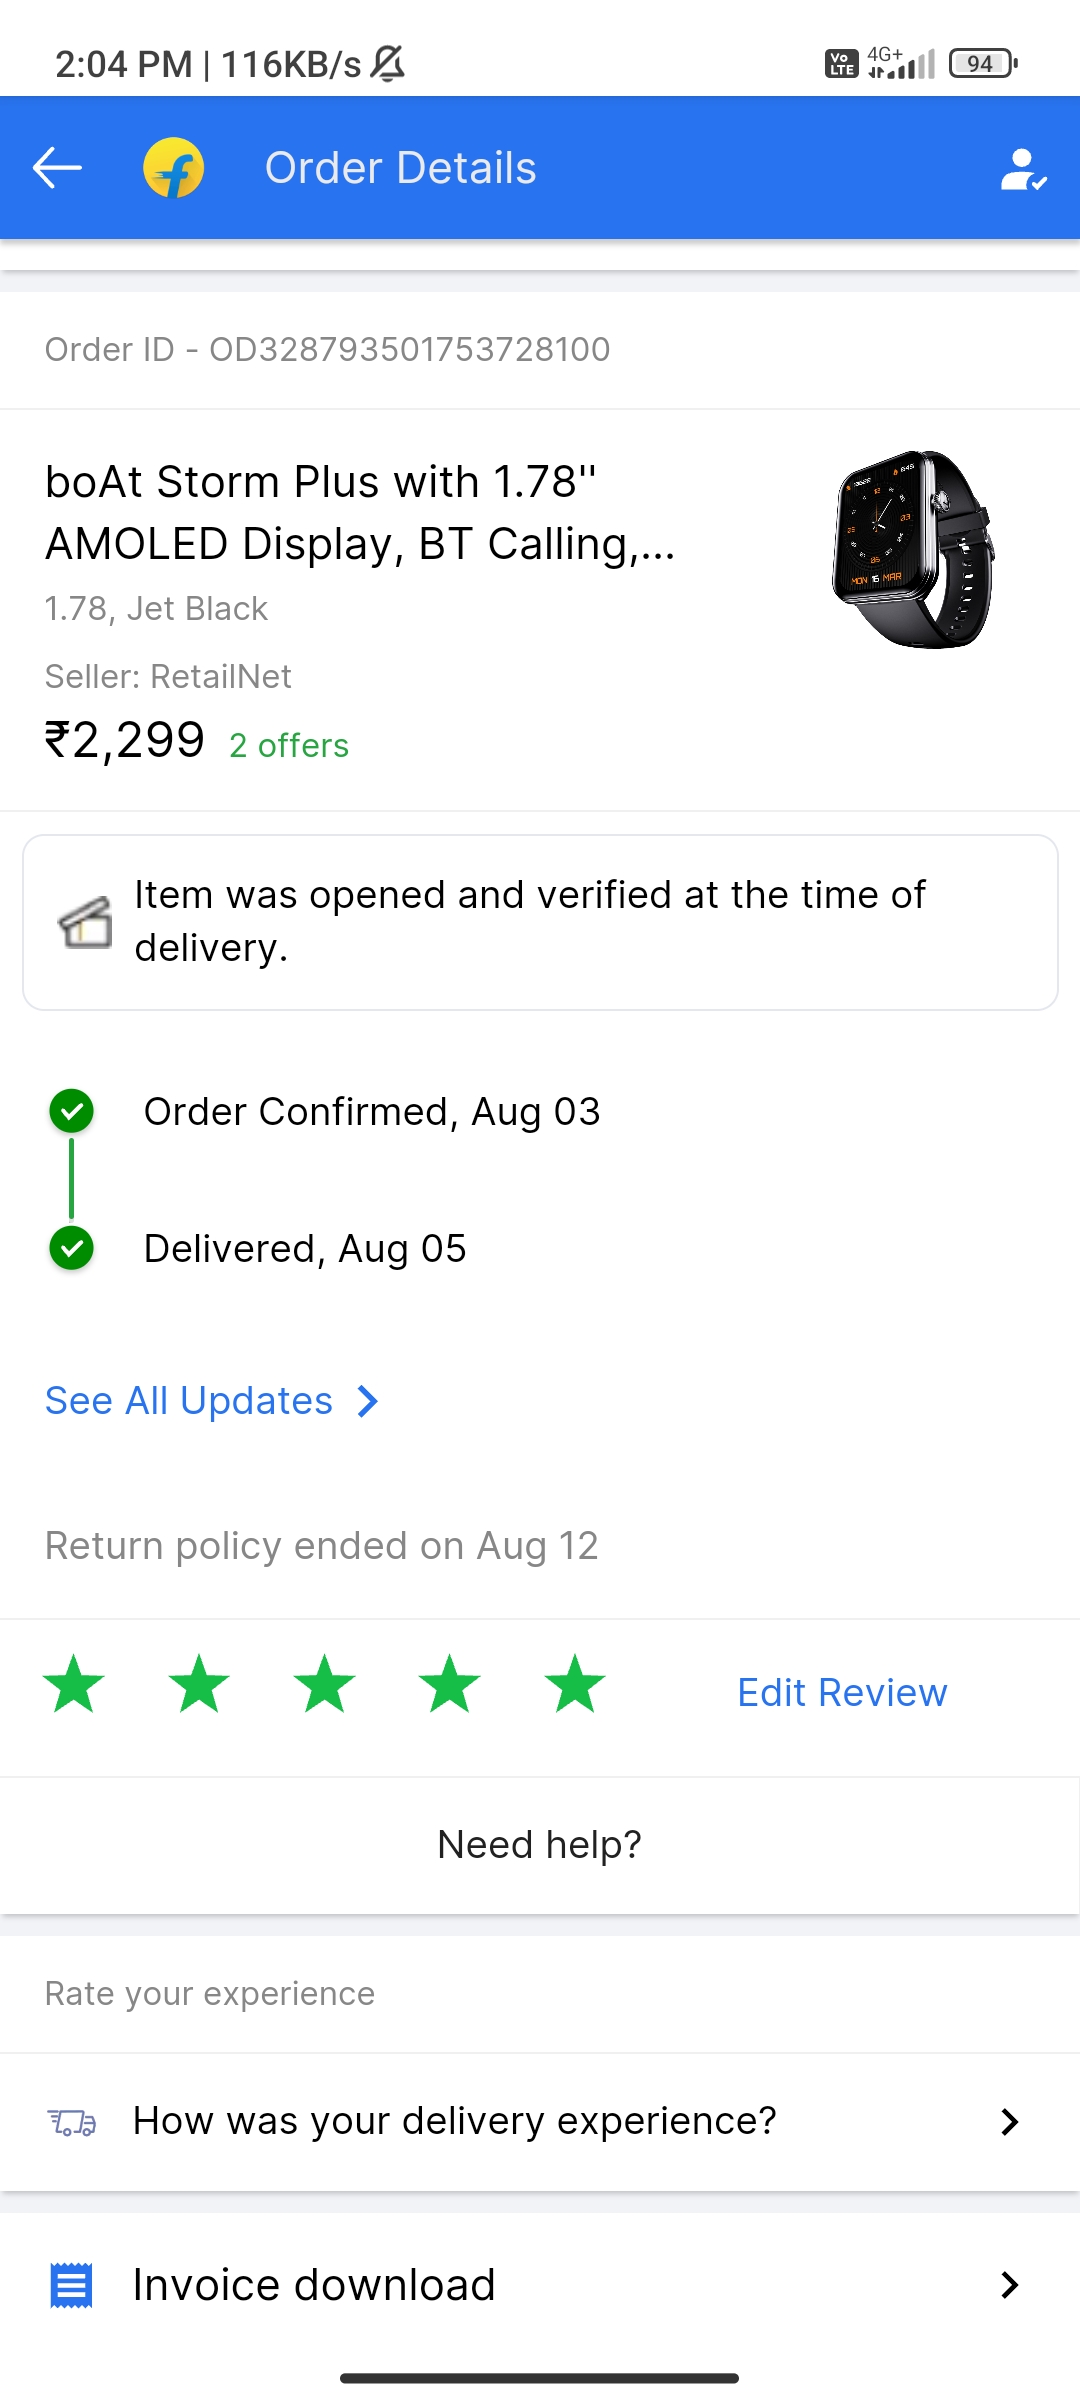 2:04 PM | 116KB/s
Vo LTE 4G+ 94
Order Details
Order ID - OD328793501753728100
boAt Storm Plus with 1.78"
AMOLED Display, BT Calling,...
1.78, Jet Black
Seller: RetailNet
₹2,299 2 offers
Item was opened and verified at the time of
delivery.
Order Confirmed, Aug 03
Delivered, Aug 05
See All Updates
Return policy ended on Aug 12
Edit Review
Need help?
Rate your experience
How was your delivery experience?
Invoice download